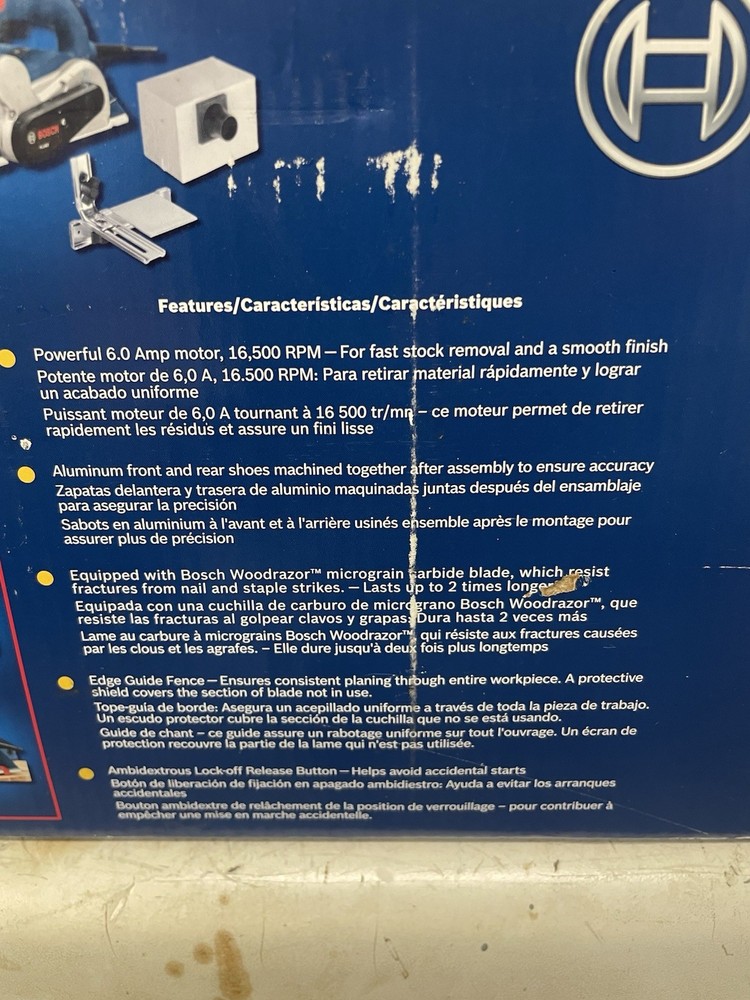 BOSCH
Features/Características/Caractéristiques
Powerful 6.0 Amp motor, 16,500 RPM – For fast stock removal and a smooth finish
Potente motor de 6,0 A, 16.500 RPM: Para retirar material rápidamente y lograr
un acabado uniforme
Puissant moteur de 6,0 A tournant à 16 500 tr/mn – ce moteur permet de retirer
rapidement les résidus et assure un fini lisse
Aluminum front and rear shoes machined together after assembly to ensure accuracy
Zapatas delantera y trasera de aluminio maquinadas juntas después del ensamblaje
para asegurar la precisión
Sabots en aluminium à l'avant et à l'arrière usinés ensemble après le montage pour
assurer plus de précision
Equipped with Bosch Woodrazor™ micrograin carbide blade, which resist
fractures from nail and staple strikes. – Lasts up to 2 times longer
Equipada con una cuchilla de carburo de micrograno Bosch Woodrazor™, que
resiste las fracturas al golpear clavos y grapas: Dura hasta 2 veces más
Lame au carbure à micrograins Bosch Woodrazor™ qui résiste aux fractures causées
par les clous et les agrafes. – Elle dure jusqu'à deux fois plus longtemps
Edge Guide Fence – Ensures consistent planing through entire workpiece. A protective
shield covers the section of blade not in use.
Tope-guía de borde: Asegura un acepillado uniforme a través de toda la pieza de trabajo.
Un escudo protector cubre la sección de la cuchilla que no se está usando.
Guide de chant – ce guide assure un rabotage uniforme sur tout l'ouvrage. Un écran de
protection recouvre la partie de la lame qui n'est pas utilisée.
Ambidextrous Lock-off Release Button – Helps avoid accidental starts
Botón de liberación de fijación en apagado ambidiestro: Ayuda a evitar los arranques
accidentales
Bouton ambidextre de relâchement de la position de verrouillage – pour contribuer à
empêcher une mise en marche accidentelle.